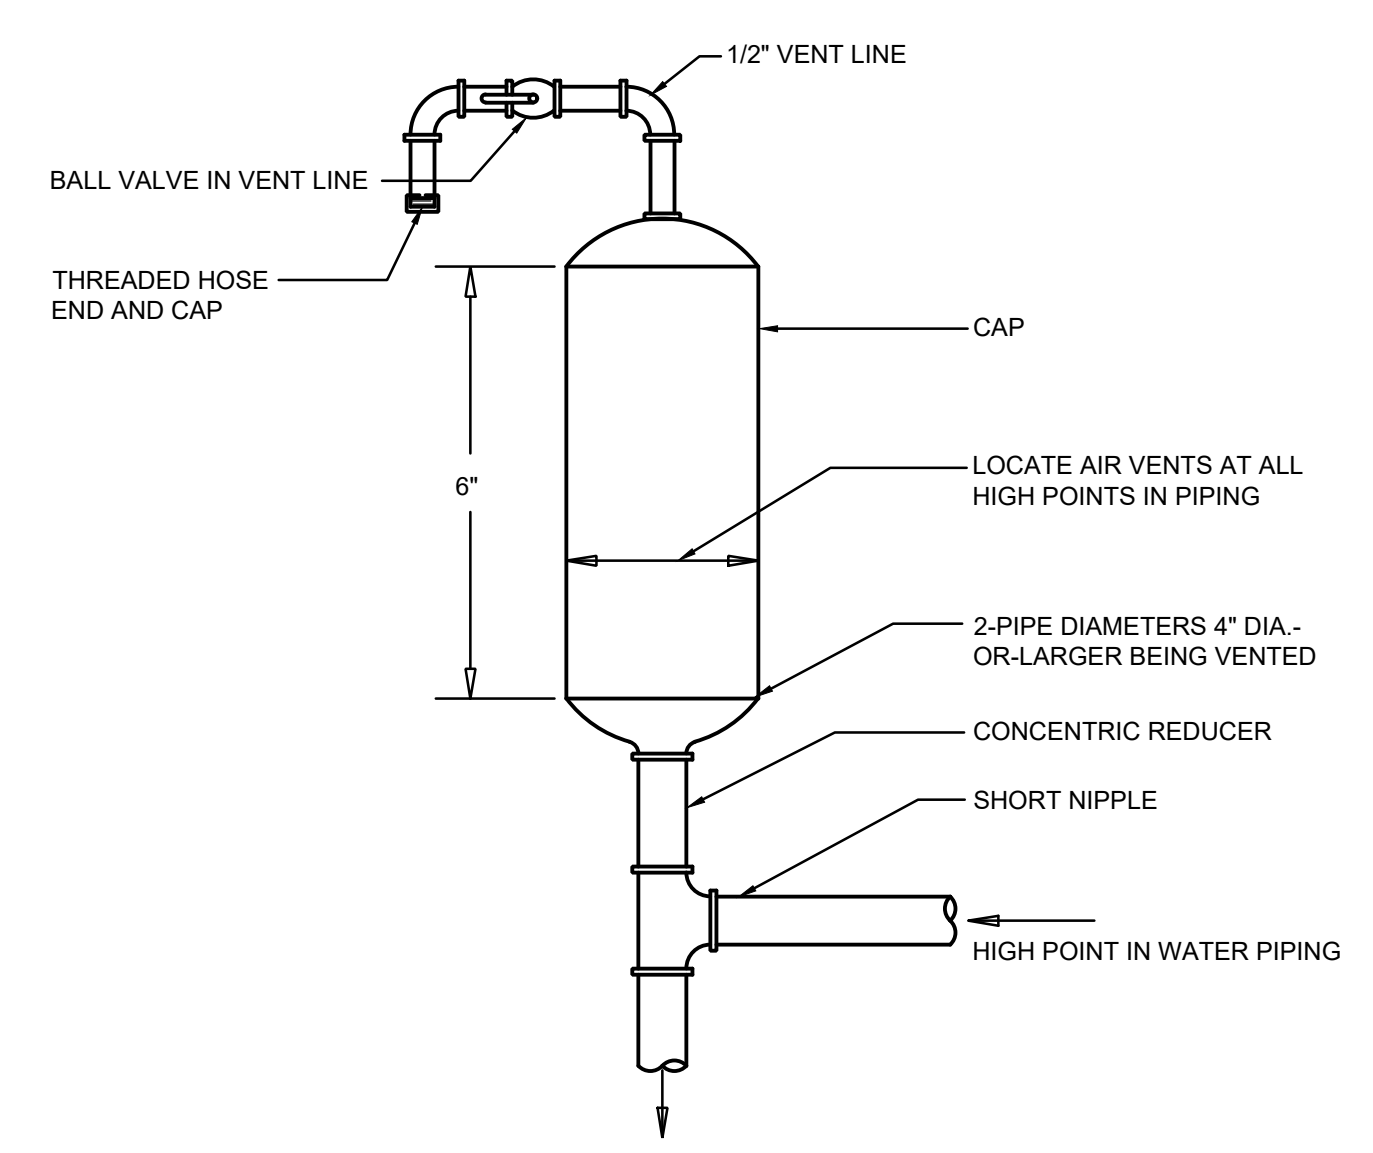 1/2" VENT LINE
BALL VALVE IN VENT LINE
THREADED HOSE
END AND CAP
CAP
6"
LOCATE AIR VENTS AT ALL
HIGH POINTS IN PIPING
2-PIPE DIAMETERS 4" DIA.-
OR-LARGER BEING VENTED
CONCENTRIC REDUCER
SHORT NIPPLE
HIGH POINT IN WATER PIPING